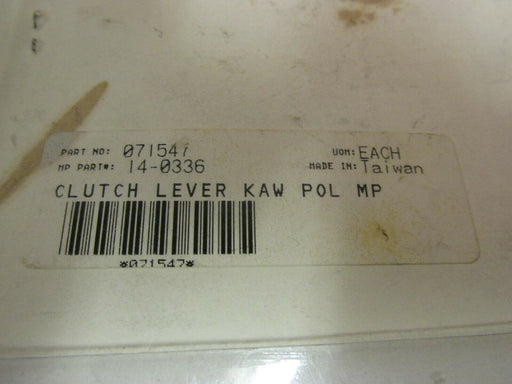 PART NO: 071547 UOM: EACH
MP PART#: 14-0336 MADE IN: Taiwan
CLUTCH LEVER KAW POL MP
*071547*